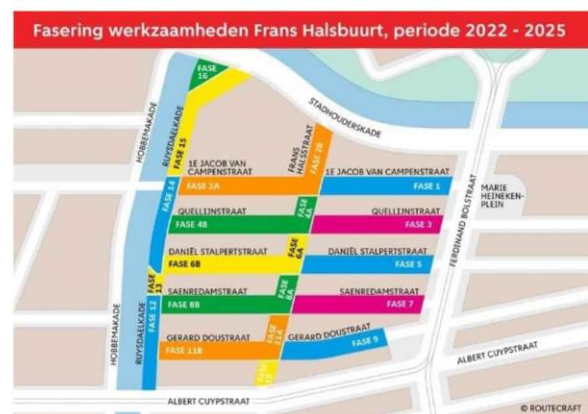 Fasering werkzaamheden Frans Halsbuurt, periode 2022 - 2025
FASE 16
STADHOUDERSKADE
HOBBEMAKADE
RUYSDAELKADE
FASE 15
FRANS HALSSTRAAT
FASE 2B
1E JACOB VAN CAMPENSTRAAT
FASE 2A
1E JACOB VAN CAMPENSTRAAT
FASE 1
MARIE HEINEKEN-
PLEIN
FASE 14
QUELLIJNSTRAAT
FASE 4B
FASE 4A
QUELLIJNSTRAAT
FASE 3
FERDINAND BOLSTRAAT
DANIËL STALPERTSTRAAT
FASE 6B
FASE 6A
DANIËL STALPERTSTRAAT
FASE 5
FASE 13
SAENREDAMSTRAAT
FASE 8B
FASE 8A
SAENREDAMSTRAAT
FASE 7
HOBBEMAKADE
RUYSDAELKADE
FASE 12
GERARD DOUSTRAAT
FASE 11B
FASE 11A
GERARD DOUSTRAAT
FASE 9
ALBERT CUYPSTRAAT
ALBERT CUYPSTRAAT
© ROUTECRAFT